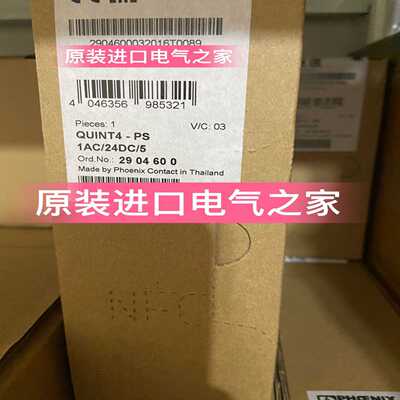 2904600032016T0089
原装进口电气之家
4 046356 985321
Pieces: 1 V/C: 03
QUINT4 - PS
1AC/24DC/5
Ord.No.: 29 04 60 0
Made by Phoenix Contact in Thailand
原装进口电气之家
NFC
PHOENIX